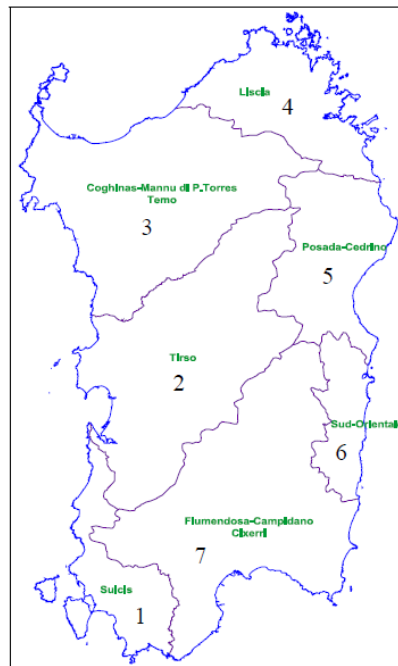 Liscia
4
Coghinas-Mannu di P.Torres
Temo
3
Posada-Cedrino
5
Tirso
2
Sud-Orientale
6
Flumendosa-Campidano
Cixerri
7
Sulcis
1